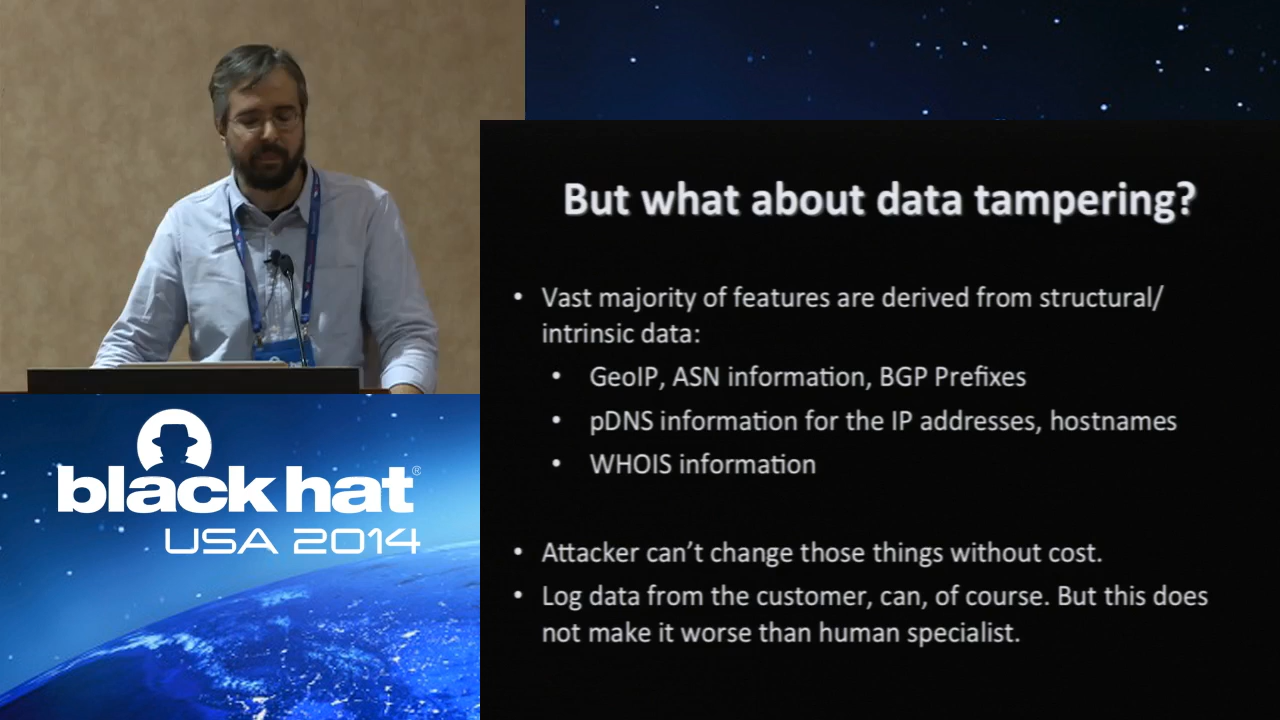 But what about data tampering?
• Vast majority of features are derived from structural/
intrinsic data:
• GeoIP, ASN information, BGP Prefixes
• pDNS information for the IP addresses, hostnames
• WHOIS information
• Attacker can't change those things without cost.
• Log data from the customer, can, of course. But this does
not make it worse than human specialist.
black hat®
USA 2014